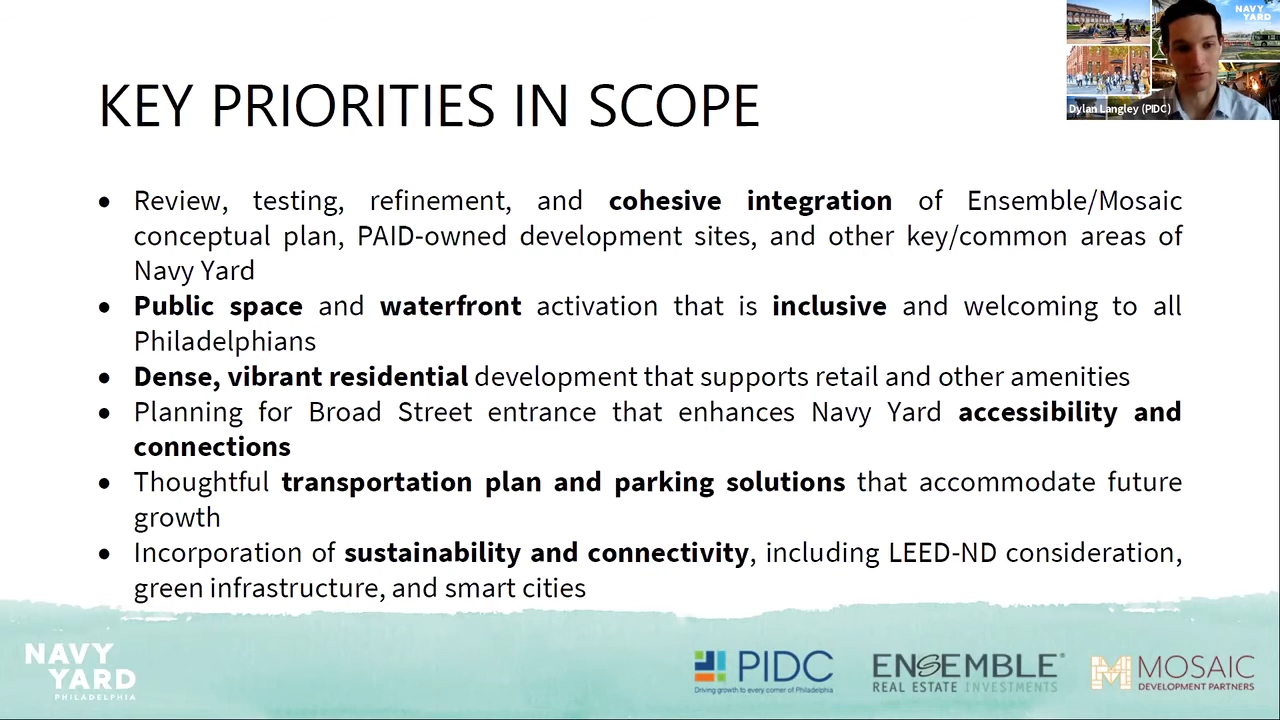 NAVY
YARD
Dylan Langley (PIDC)
KEY PRIORITIES IN SCOPE
• Review, testing, refinement, and cohesive integration of Ensemble/Mosaic
conceptual plan, PAID-owned development sites, and other key/common areas of
Navy Yard
• Public space and waterfront activation that is inclusive and welcoming to all
Philadelphians
• Dense, vibrant residential development that supports retail and other amenities
• Planning for Broad Street entrance that enhances Navy Yard accessibility and
connections
• Thoughtful transportation plan and parking solutions that accommodate future
growth
• Incorporation of sustainability and connectivity, including LEED-ND consideration,
green infrastructure, and smart cities
NAVY
YARD
PHILADELPHIA
PIDC
Driving growth to every corner of Philadelphia
ENSEMBLE®
REAL ESTATE INVESTMENTS
M MOSAIC
DEVELOPMENT PARTNERS